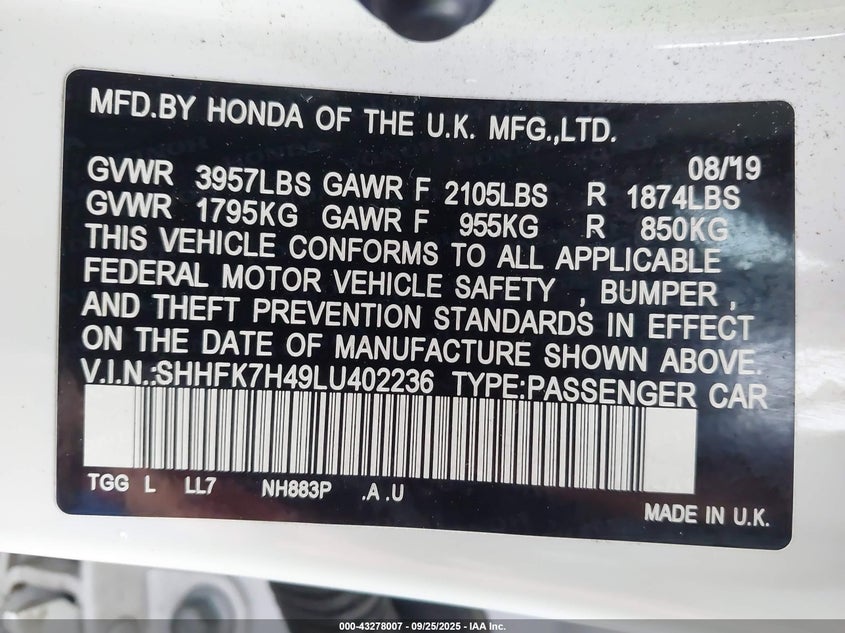 MFD.BY HONDA OF THE U.K. MFG.,LTD.
08/'19
GVWR 3957LBS GAWR F 2105LBS R 1874LBS
GVWR 1795KG GAWR F 955KG R 850KG
THIS VEHICLE CONFORMS TO ALL APPLICABLE
FEDERAL MOTOR VEHICLE SAFETY , BUMPER ,
AND THEFT PREVENTION STANDARDS IN EFFECT
ON THE DATE OF MANUFACTURE SHOWN ABOVE.
V.I.N.:SHHFK7H49LU402236 TYPE:PASSENGER CAR
TGG L LL7 NH883P .A .U
MADE IN U.K.
000-43278007 - 09/25/2025 - WWW.IAAI.COM